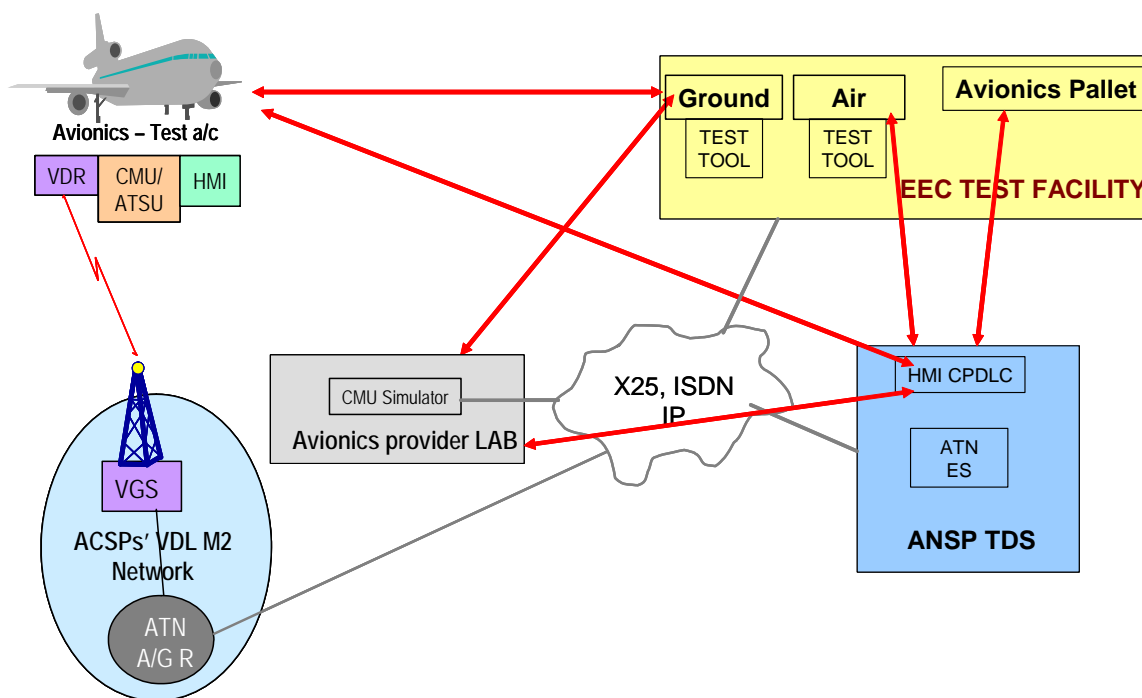 Avionics – Test a/c
VDR
CMU/
ATSU
HMI
Ground
TEST
TOOL
Air
TEST
TOOL
Avionics Pallet
EEC TEST FACILITY
CMU Simulator
Avionics provider LAB
X25, ISDN
IP
HMI CPDLC
ATN
ES
ANSP TDS
VGS
ACSPs’ VDL M2
Network
ATN
A/G R